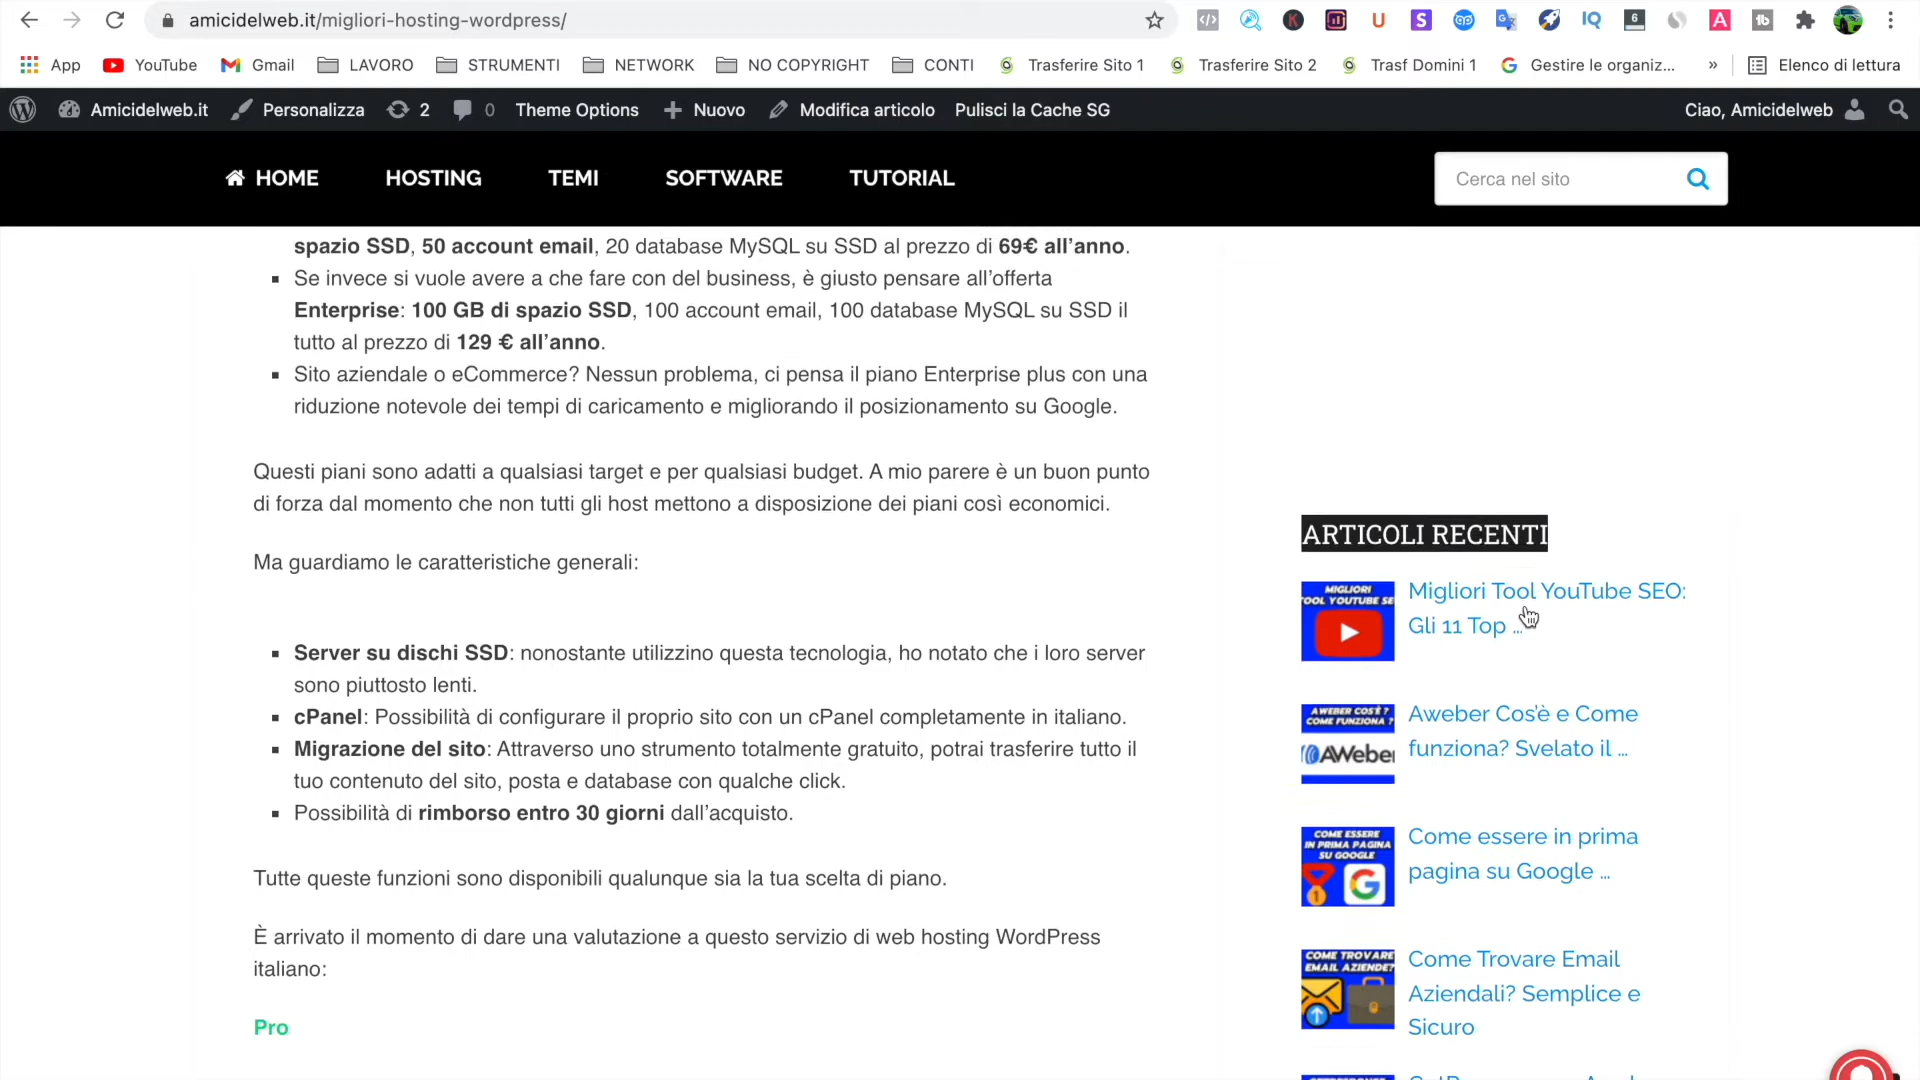 amicidelweb.it/migliori-hosting-wordpress/
App YouTube Gmail LAVORO STRUMENTI NETWORK NO COPYRIGHT CONTI Trasferire Sito 1 Trasferire Sito 2 Trasf Domini 1 Gestire le organiz... » Elenco di lettura
Amicidelweb.it Personalizza 2 0 Theme Options Nuovo Modifica articolo Pulisci la Cache SG Ciao, Amicidelweb
HOME HOSTING TEMI SOFTWARE TUTORIAL Cerca nel sito
spazio SSD, 50 account email, 20 database MySQL su SSD al prezzo di 69€ all’anno.
▪ Se invece si vuole avere a che fare con del business, è giusto pensare all’offerta
Enterprise: 100 GB di spazio SSD, 100 account email, 100 database MySQL su SSD il
tutto al prezzo di 129 € all’anno.
▪ Sito aziendale o eCommerce? Nessun problema, ci pensa il piano Enterprise plus con una
riduzione notevole dei tempi di caricamento e migliorando il posizionamento su Google.
Questi piani sono adatti a qualsiasi target e per qualsiasi budget. A mio parere è un buon punto
di forza dal momento che non tutti gli host mettono a disposizione dei piani così economici.
Ma guardiamo le caratteristiche generali:
▪ Server su dischi SSD: nonostante utilizzino questa tecnologia, ho notato che i loro server
sono piuttosto lenti.
▪ cPanel: Possibilità di configurare il proprio sito con un cPanel completamente in italiano.
▪ Migrazione del sito: Attraverso uno strumento totalmente gratuito, potrai trasferire tutto il
tuo contenuto del sito, posta e database con qualche click.
▪ Possibilità di rimborso entro 30 giorni dall’acquisto.
Tutte queste funzioni sono disponibili qualunque sia la tua scelta di piano.
È arrivato il momento di dare una valutazione a questo servizio di web hosting WordPress
italiano:
Pro
ARTICOLI RECENTI
MIGLIORI
TOOL YOUTUBE SE
Migliori Tool YouTube SEO:
Gli 11 Top ...
AWEBER COS'È ?
COME FUNZIONA ?
AWeber
Aweber Cos’è e Come
funziona? Svelato il ...
COME ESSERE
IN PRIMA PAGINA
SU GOOGLE
Come essere in prima
pagina su Google ...
COME TROVARE
EMAIL AZIENDE?
Come Trovare Email
Aziendali? Semplice e
Sicuro